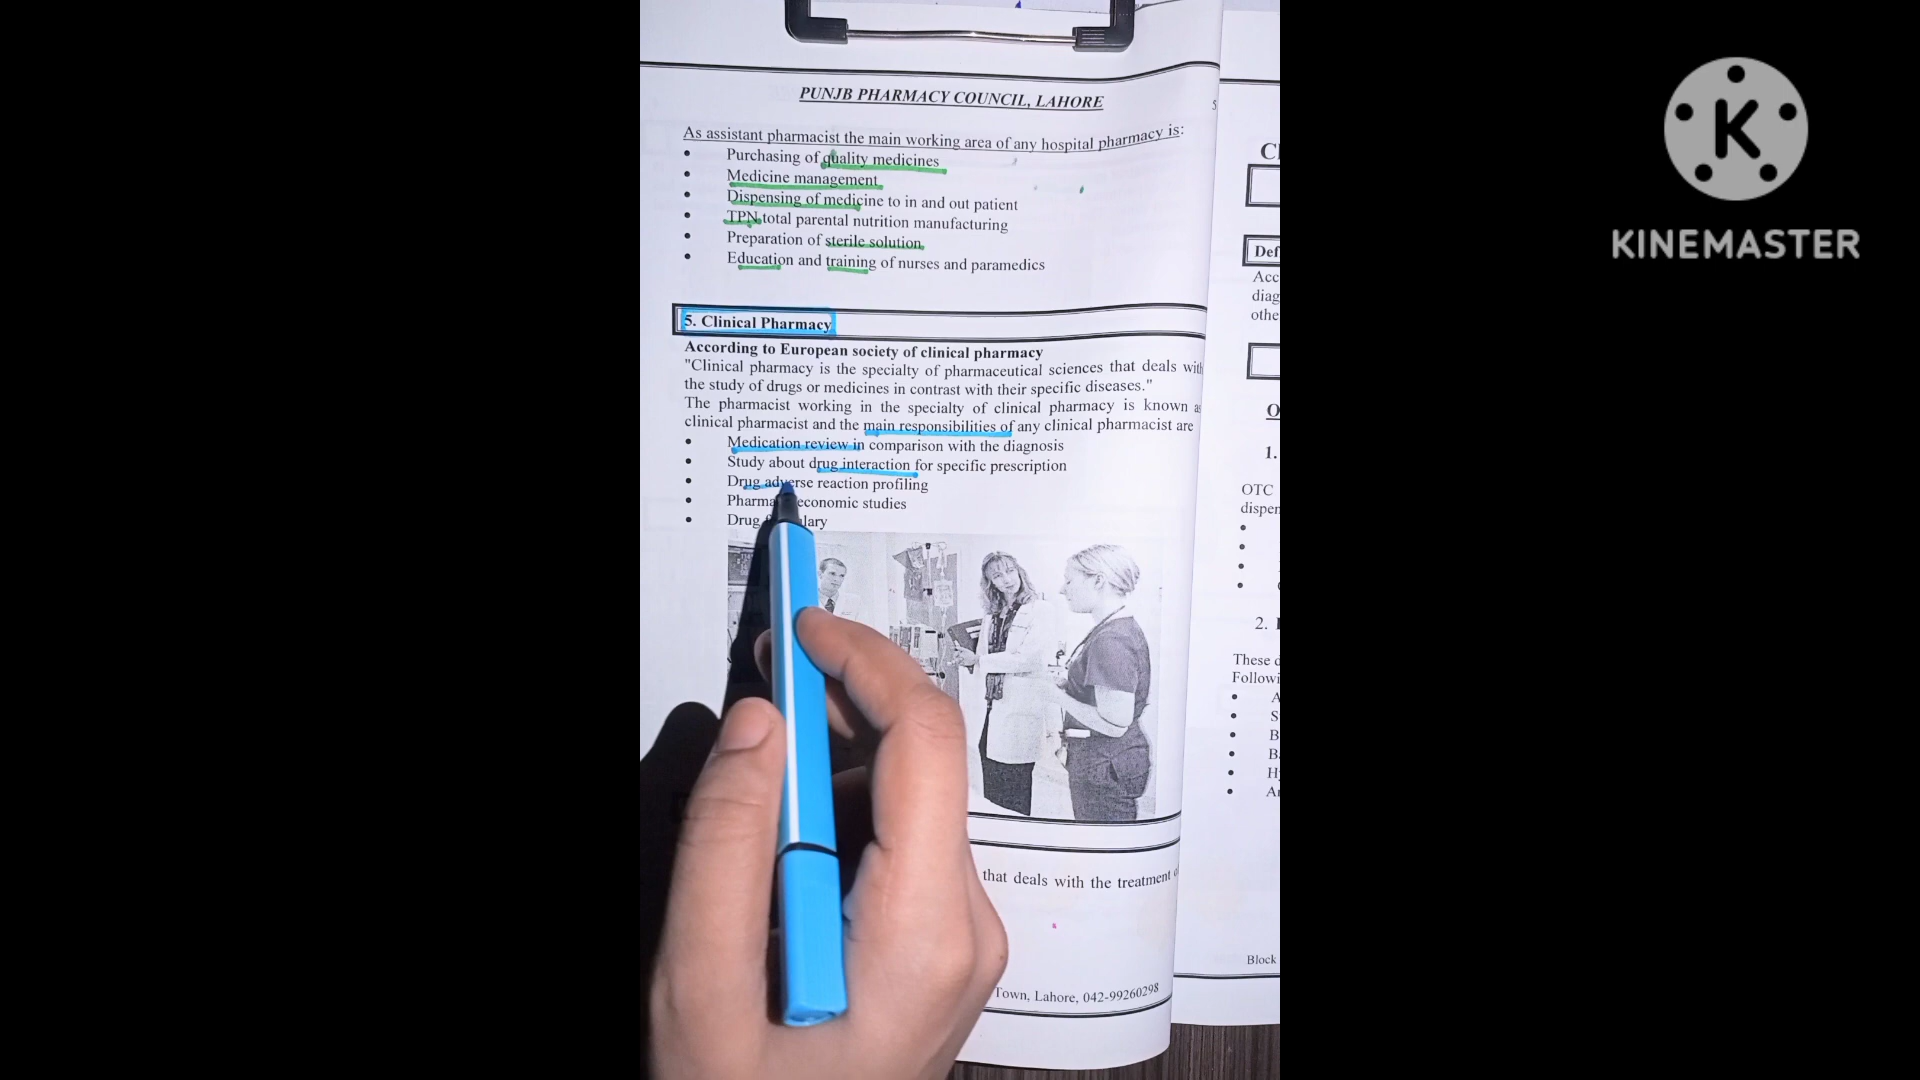 PUNJB PHARMACY COUNCIL, LAHORE
5
As assistant pharmacist the main working area of any hospital pharmacy is:
• Purchasing of quality medicines
• Medicine management
• Dispensing of medicine to in and out patient
• TPN total parental nutrition manufacturing
• Preparation of sterile solution
• Education and training of nurses and paramedics
5. Clinical Pharmacy
According to European society of clinical pharmacy
"Clinical pharmacy is the specialty of pharmaceutical sciences that deals with
the study of drugs or medicines in contrast with their specific diseases."
The pharmacist working in the specialty of clinical pharmacy is known as
clinical pharmacist and the main responsibilities of any clinical pharmacist are
• Medication review in comparison with the diagnosis
• Study about drug interaction for specific prescription
• Drug adverse reaction profiling
• Pharma economic studies
• Drug
that deals with the treatment
Town, Lahore, 042-99260298
1.
OTC
2.
These
Block
K
KINEMASTER